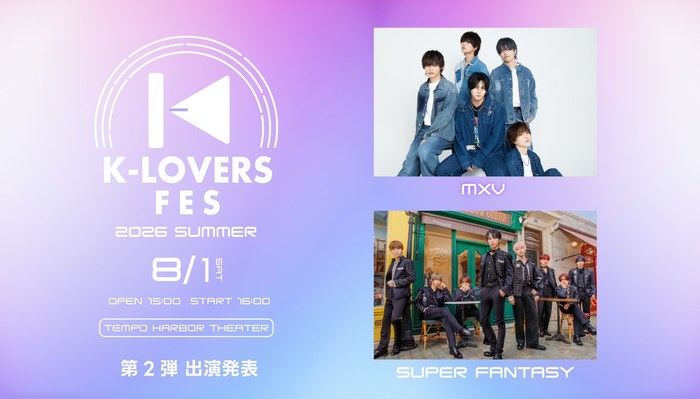 K-LOVERS
FES
2026 SUMMER
8/1 SAT
OPEN 15:00 START 16:00
TEMPO HARBOR THEATER
第2弾 出演発表
MXV
SUPER FANTASY